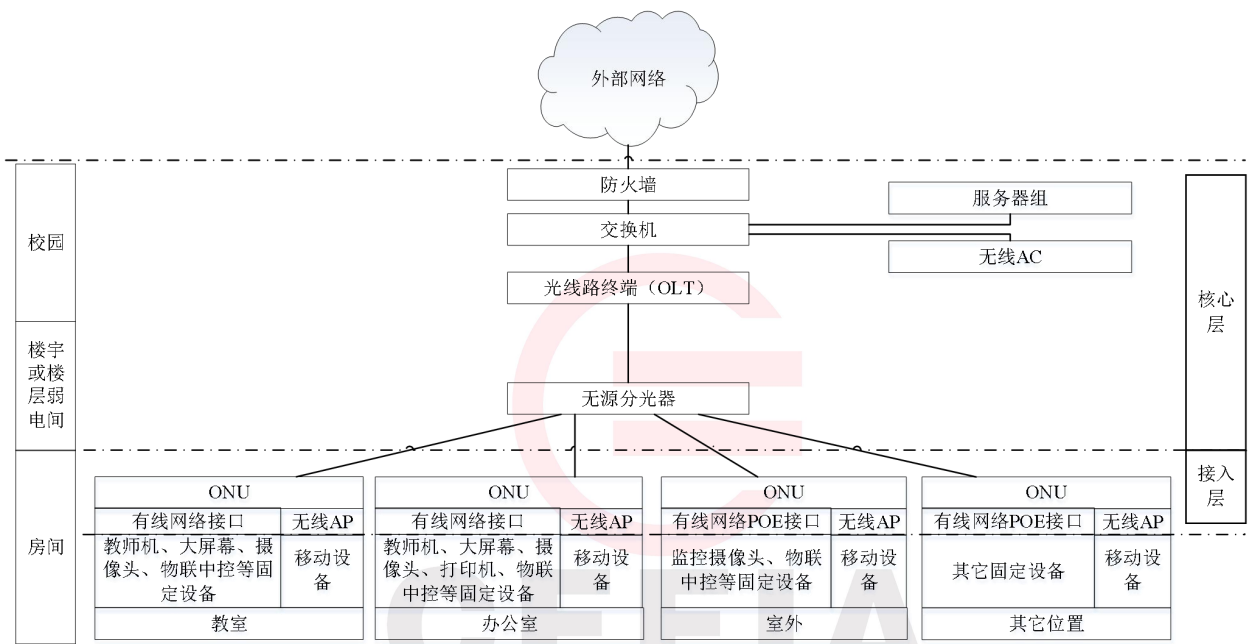 外部网络
防火墙
服务器组
交换机
校园
无线AC
光线路终端（OLT）
核心
层
楼宇
或楼
层弱
电间
无源分光器
接入
层
ONU
ONU
ONU
ONU
有线网络接口
无线AP
有线网络接口
无线AP
有线网络POE接口
无线AP
有线网络POE接口
无线AP
房间
教师机、大屏幕、摄
像头、物联中控等固
定设备
移动设
备
教师机、大屏幕、摄
像头、打印机、物联
中控等固定设备
移动设
备
监控摄像头、物联
中控等固定设备
移动设
备
其它固定设备
移动设
备
教室
办公室
室外
其它位置